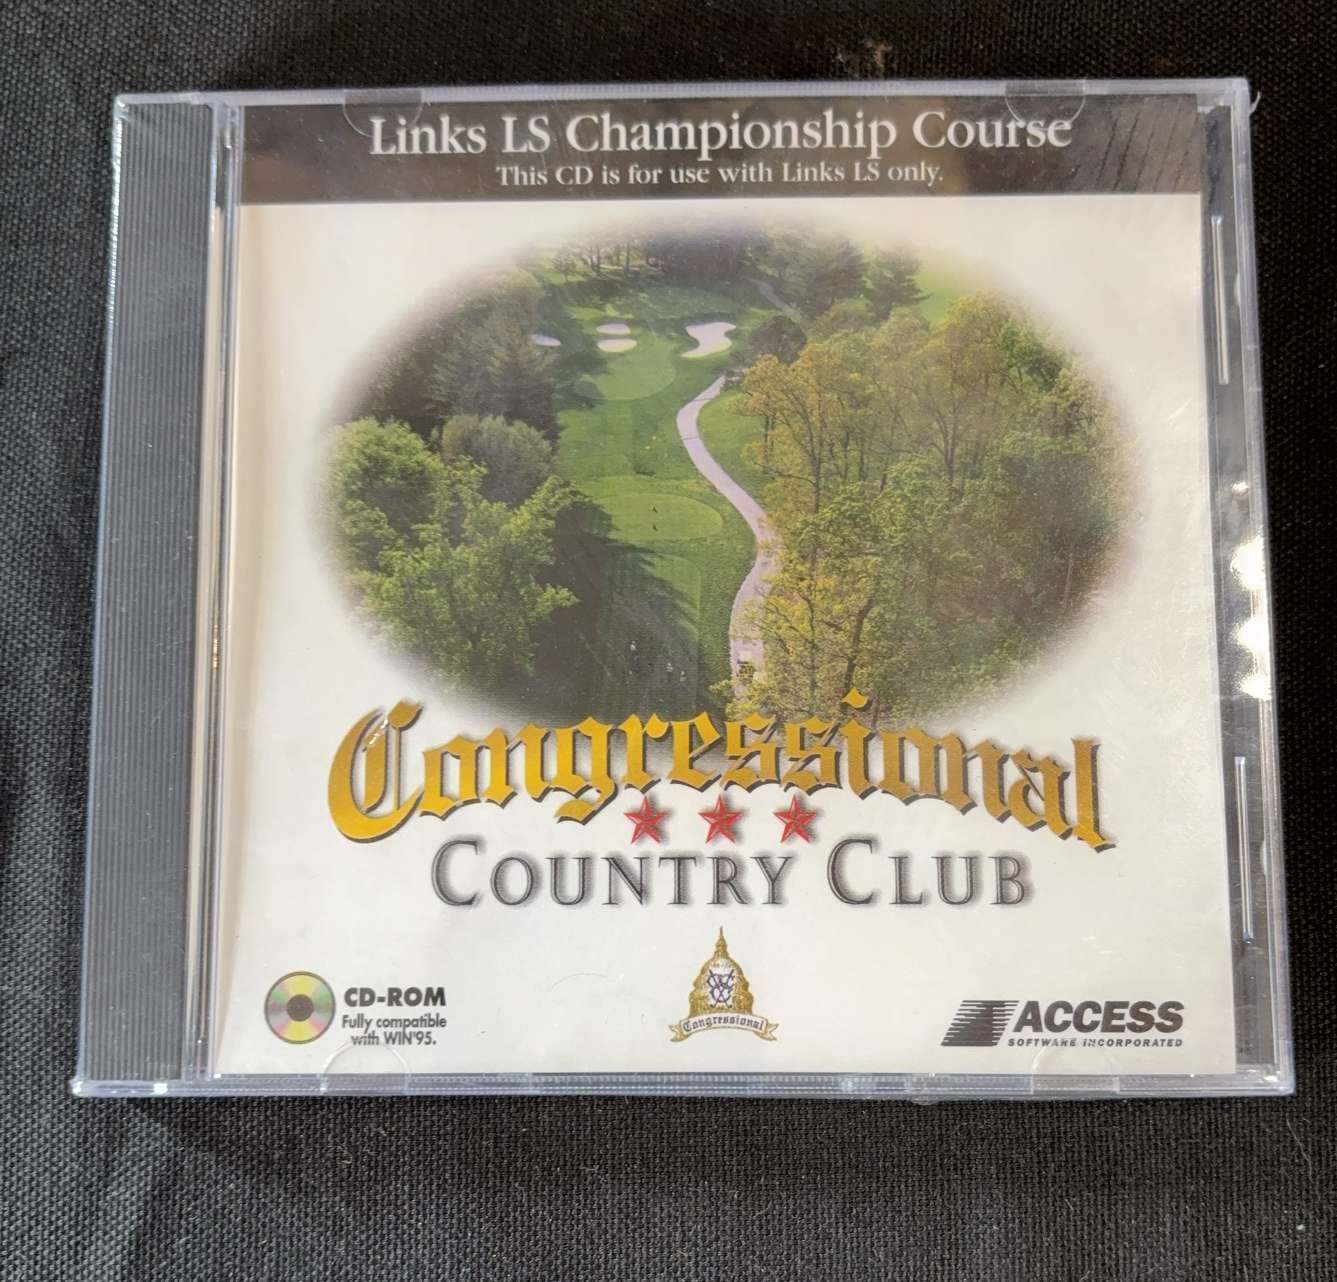 Links LS Championship Course
This CD is for use with Links LS only.
Congressional
COUNTRY CLUB
CD-ROM
Fully compatible
with WIN'95.
Congressional
ACCESS
SOFTWARE INCORPORATED